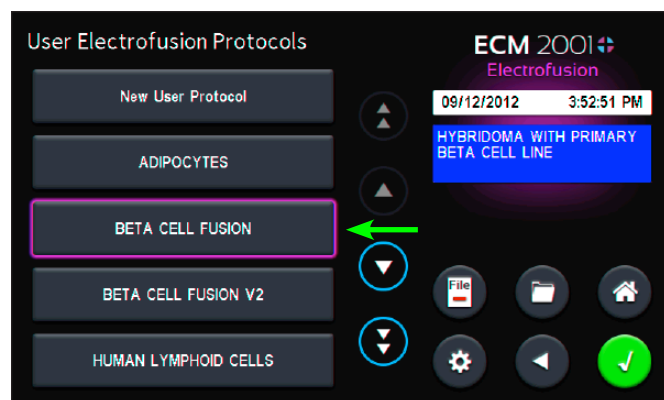 User Electrofusion Protocols
New User Protocol
ADIPOCYTES
BETA CELL FUSION
BETA CELL FUSION V2
HUMAN LYMPHOID CELLS
ECM 2001
Electrofusion
09/12/2012 3:52:51 PM
HYBRIDOMA WITH PRIMARY
BETA CELL LINE
File